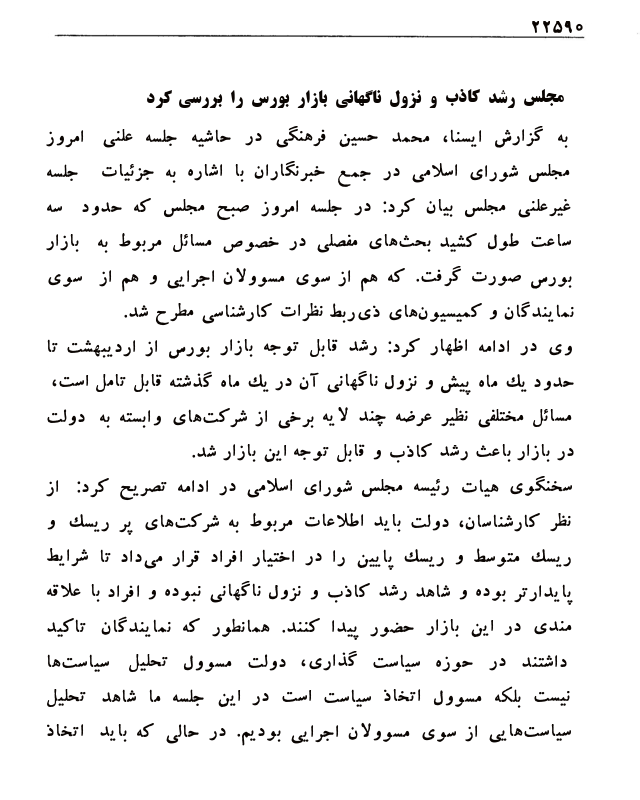 ۲۲۵۹۰
مجلس رشد کاذب و نزول ناگهانی بازار بورس را بررسی کرد
به گزارش ایسنا، محمد حسین فرهنگی در حاشیه جلسه علنی امروز
مجلس شورای اسلامی در جمع خبرنگاران با اشاره به جزئیات جلسه
غیرعلنی مجلس بیان کرد: در جلسه امروز صبح مجلس که حدود سه
ساعت طول کشید بحث‌های مفصلی در خصوص مسائل مربوط به بازار
بورس صورت گرفت. که هم از سوی مسوولان اجرایی و هم از سوی
نمایندگان و کمیسیون‌های ذی‌ربط نظرات کارشناسی مطرح شد.
وی در ادامه اظهار کرد: رشد قابل توجه بازار بورس از اردیبهشت تا
حدود یك ماه پیش و نزول ناگهانی آن در یك ماه گذشته قابل تامل است،
مسائل مختلفی نظیر عرضه چند لایه برخی از شرکت‌های وابسته به دولت
در بازار باعث رشد کاذب و قابل توجه این بازار شد.
سخنگوی هیات رئیسه مجلس شورای اسلامی در ادامه تصریح کرد: از
نظر کارشناسان، دولت باید اطلاعات مربوط به شرکت‌های پر ریسك و
ریسك متوسط و ریسك پایین را در اختیار افراد قرار می‌داد تا شرایط
پایدارتر بوده و شاهد رشد کاذب و نزول ناگهانی نبوده و افراد با علاقه
مندی در این بازار حضور پیدا کنند. همانطور که نمایندگان تاکید
داشتند در حوزه سیاست گذاری، دولت مسوول تحلیل سیاست‌ها
نیست بلکه مسوول اتخاذ سیاست است در این جلسه ما شاهد تحلیل
سیاست‌هایی از سوی مسوولان اجرایی بودیم. در حالی که باید اتخاذ